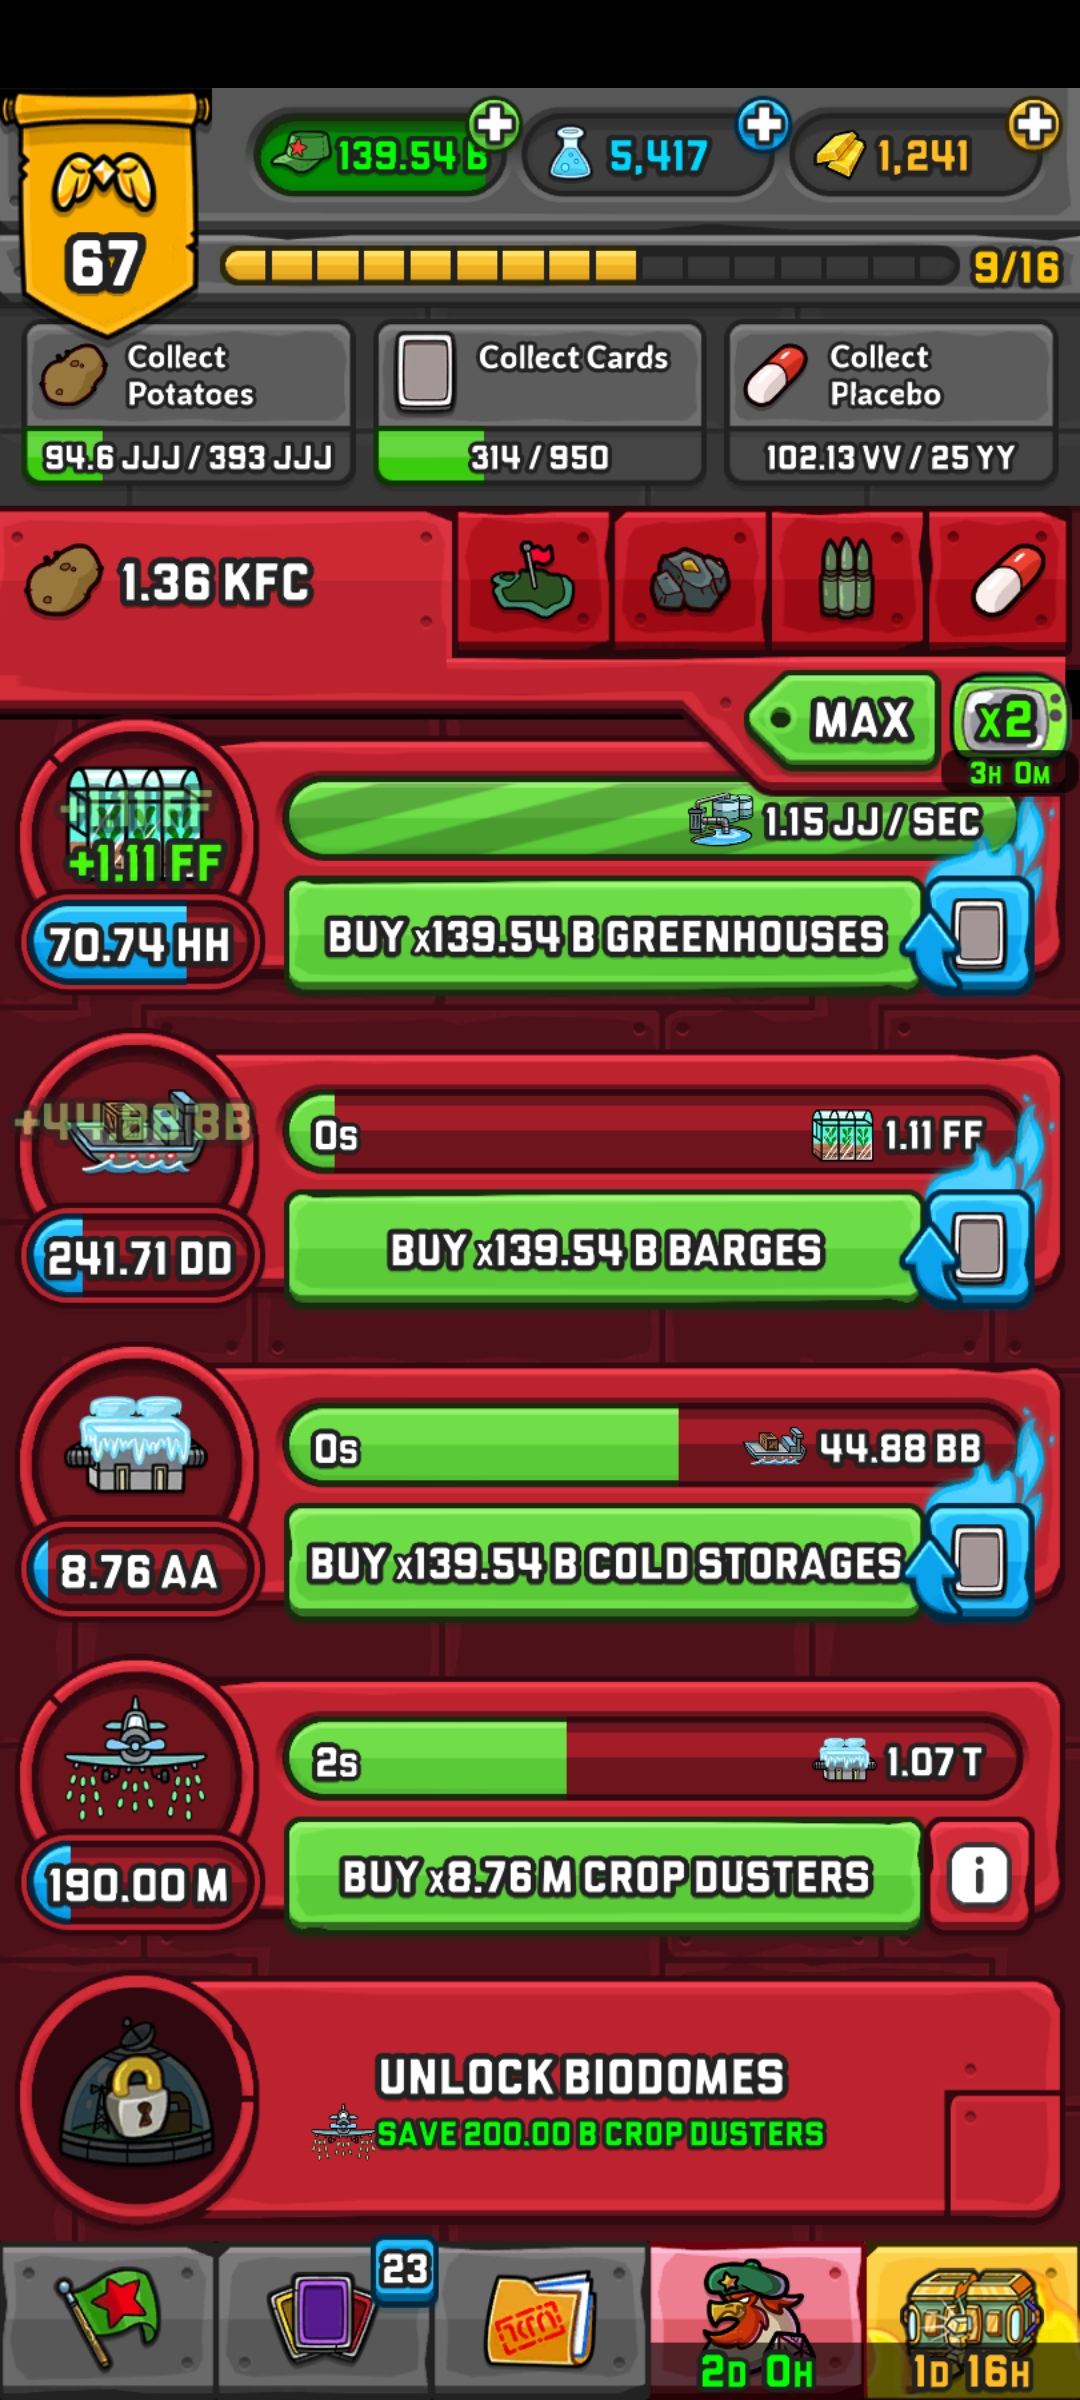 139.54 B
5,417
1,241
67
9/16
Collect
Potatoes
94.6 JJJ / 393 JJJ
Collect Cards
314 / 950
Collect
Placebo
102.13 VV / 25 YY
1.36 KFC
MAX
x2
3H 0M
+1.11 FF
1.15 JJ / SEC
70.74 HH
BUY x139.54 B GREENHOUSES
+44.88 BB
0s
1.11 FF
241.71 DD
BUY x139.54 B BARGES
0s
44.88 BB
8.76 AA
BUY x139.54 B COLD STORAGES
2s
1.07 T
190.00 M
BUY x8.76 M CROP DUSTERS
i
UNLOCK BIODOMES
SAVE 200.00 B CROP DUSTERS
23
2D 0H
1D 16H